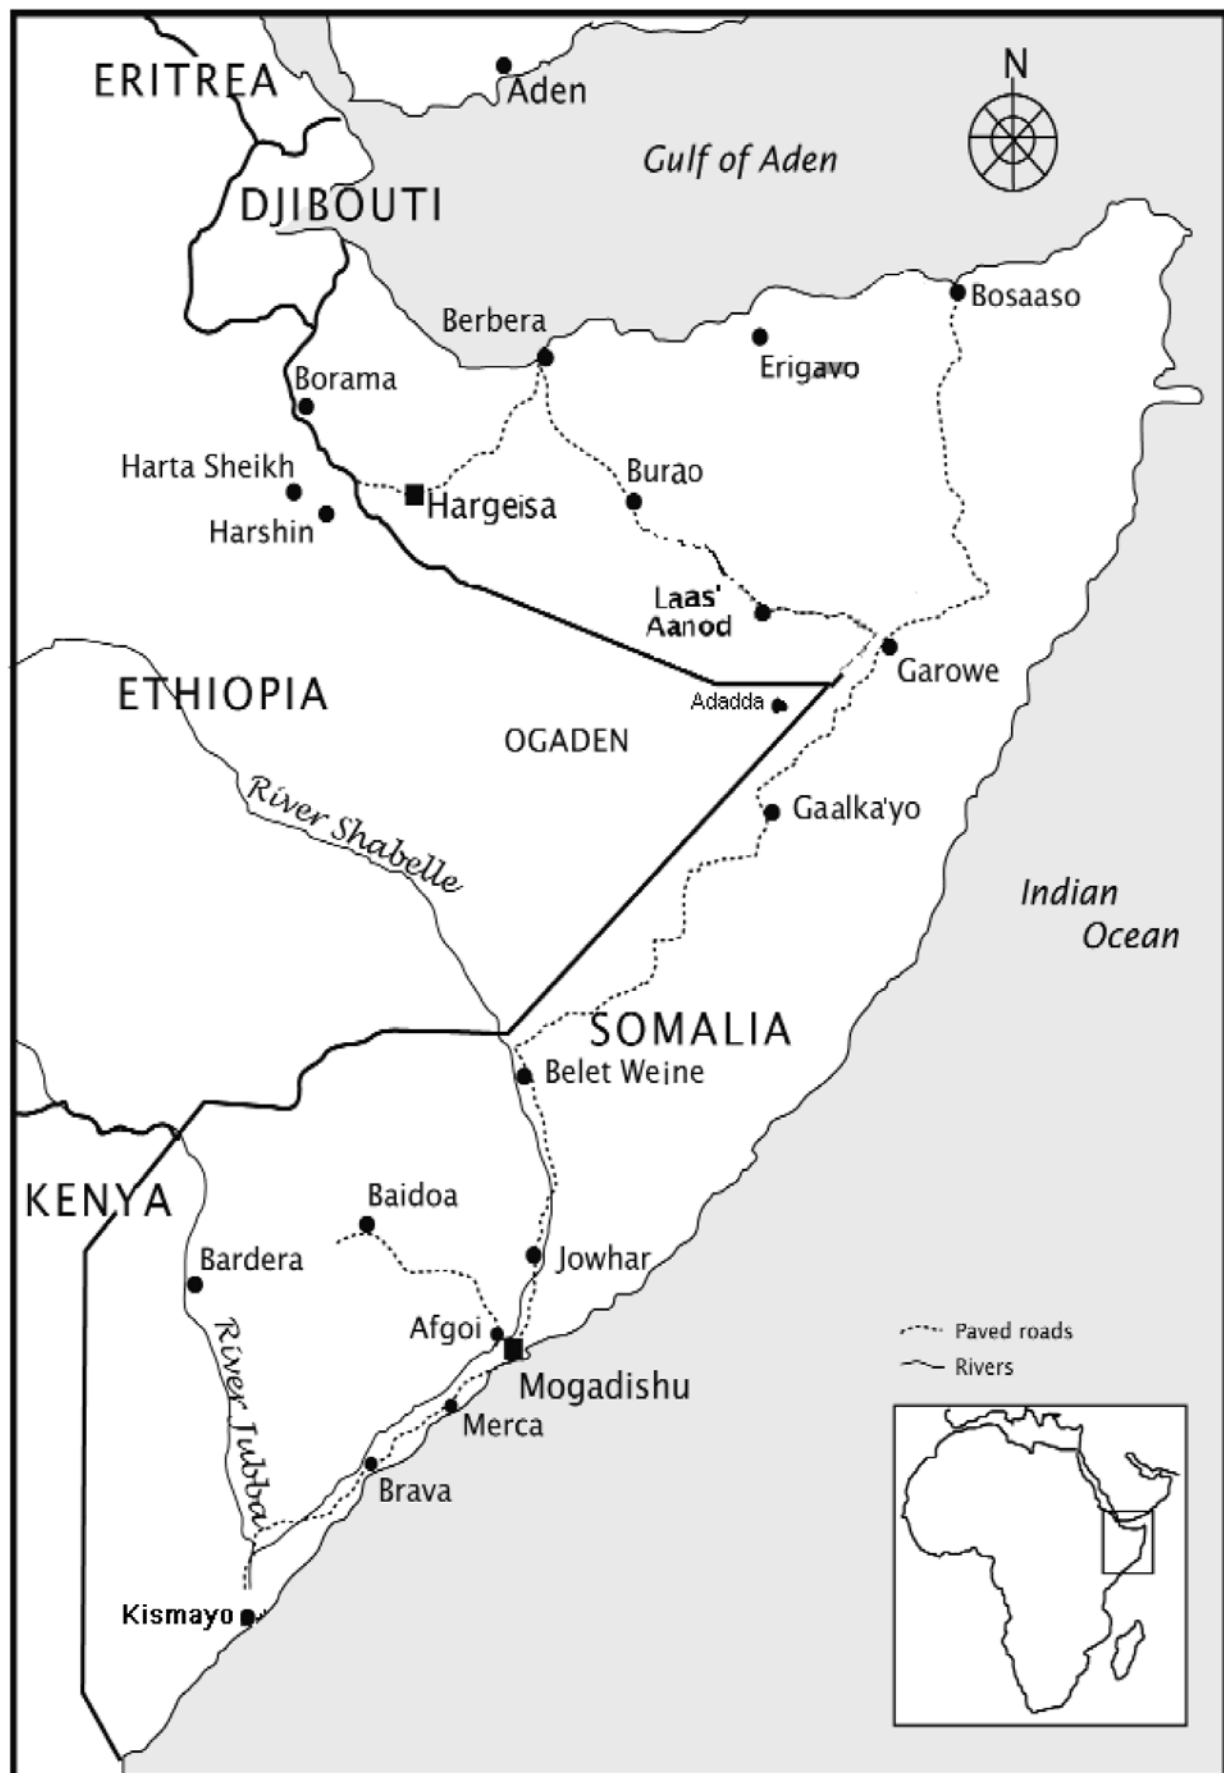 N
ERITREA
Aden
Gulf of Aden
DJIBOUTI
Bosaaso
Berbera
Erigavo
Borama
Harta Sheikh
Burao
Hargeisa
Harshin
Laas'
Aanod
Garowe
ETHIOPIA
Adadda
OGADEN
River Shabelle
Gaalka'yo
Indian
Ocean
SOMALIA
Belet Weine
KENYA
Baidoa
Bardera
Jowhar
Afgoi
Paved roads
Rivers
River Jubba
Mogadishu
Merca
Brava
Kismayo